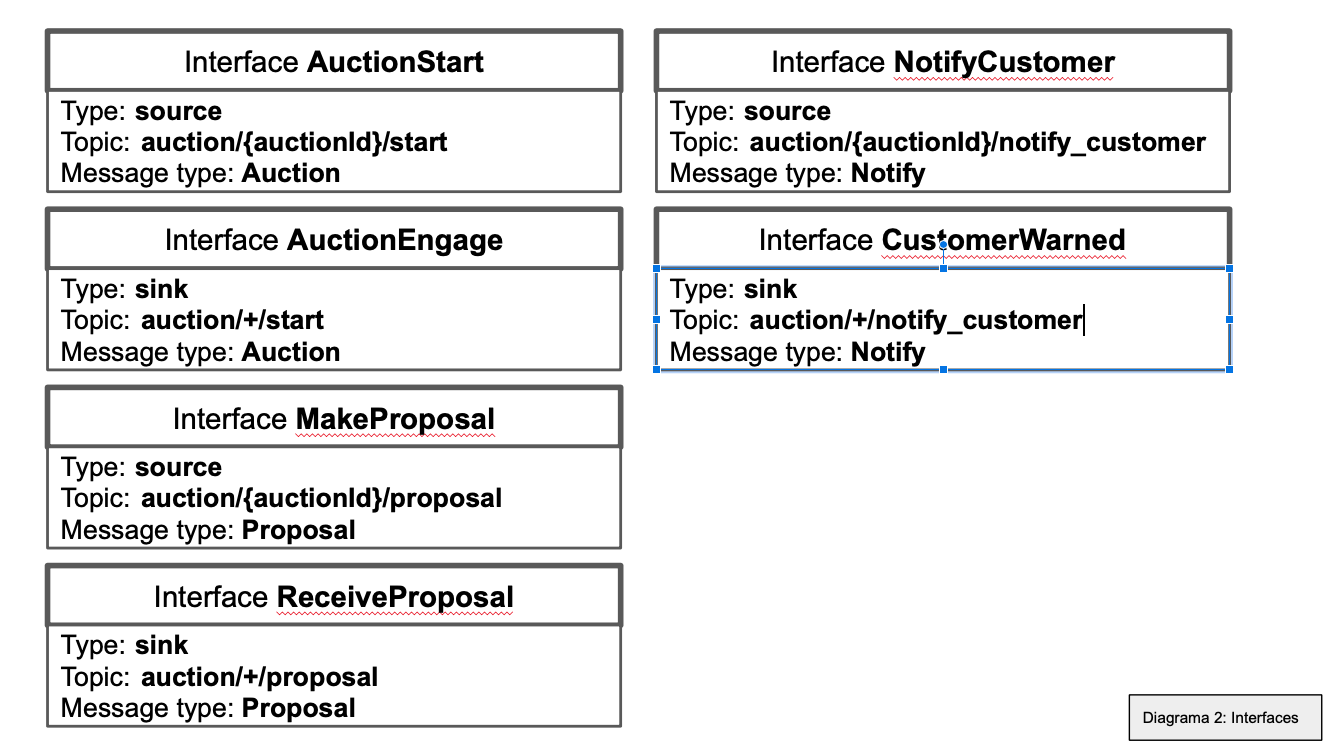 Interface AuctionStart
Type: source
Topic: auction/{auctionId}/start
Message type: Auction
Interface AuctionEngage
Type: sink
Topic: auction/+/start
Message type: Auction
Interface MakeProposal
Type: source
Topic: auction/{auctionId}/proposal
Message type: Proposal
Interface ReceiveProposal
Type: sink
Topic: auction/+/proposal
Message type: Proposal
Interface NotifyCustomer
Type: source
Topic: auction/{auctionId}/notify_customer
Message type: Notify
Interface CustomerWarned
Type: sink
Topic: auction/+/notify_customer
Message type: Notify
Diagrama 2: Interfaces